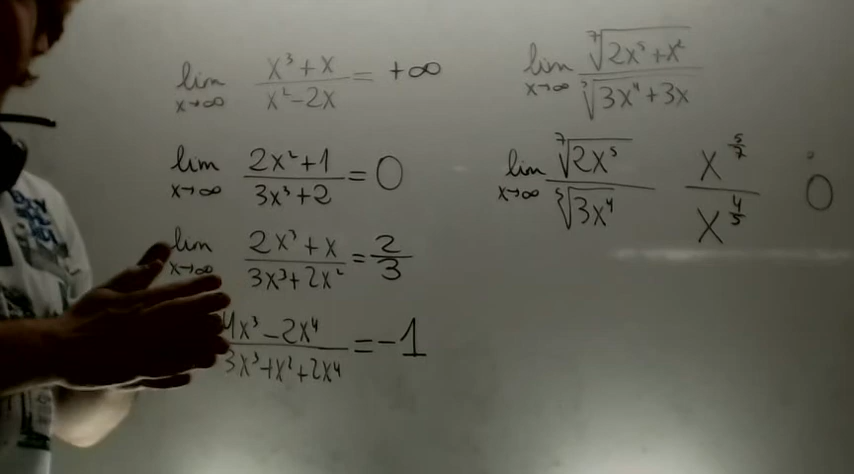 lim x→∞ (x³ + x)/(x² - 2x) = +∞
lim x→∞ (2x² + 1)/(3x³ + 2) = 0
lim x→∞ (2x³ + x)/(3x³ + 2x²) = 2/3
(4x³ - 2x⁴)/(3x³ + x² + 2x⁴) = -1
lim x→∞ ⁷√(2x⁵ + x²) / ⁵√(3x⁴ + 3x)
lim x→∞ ⁷√(2x⁵) / ⁵√(3x⁴) x^(5/7) / x^(4/5) 0